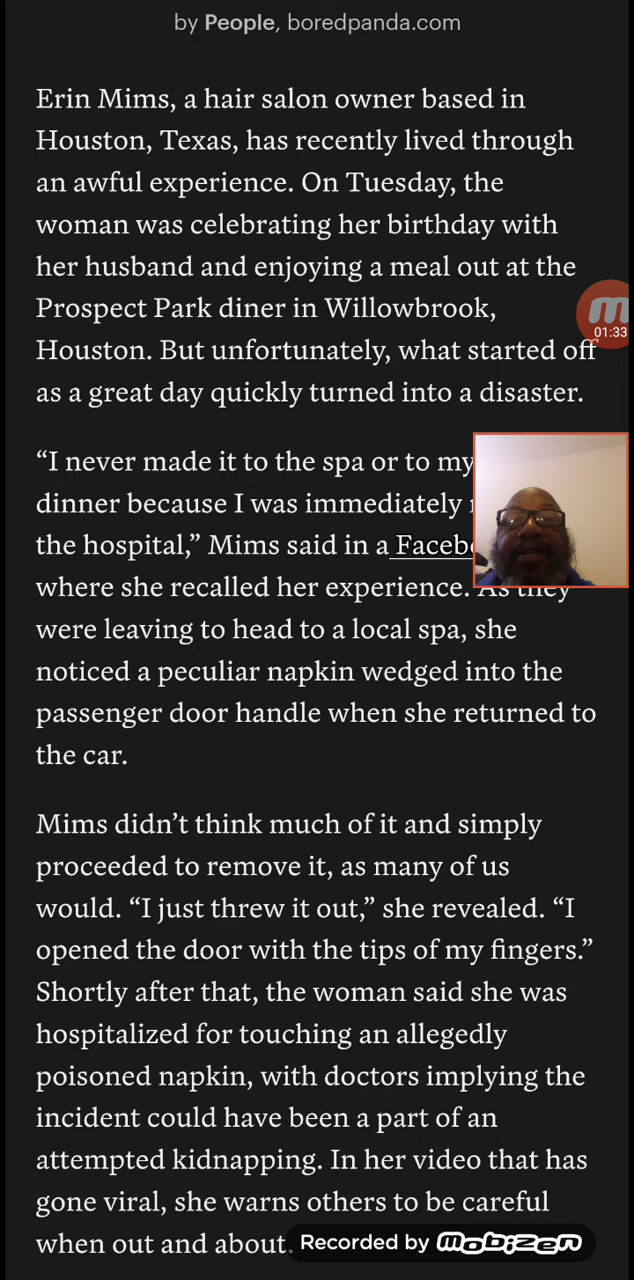 by People, boredpanda.com
Erin Mims, a hair salon owner based in
Houston, Texas, has recently lived through
an awful experience. On Tuesday, the
woman was celebrating her birthday with
her husband and enjoying a meal out at the
Prospect Park diner in Willowbrook,
01:33
Houston. But unfortunately, what started off
as a great day quickly turned into a disaster.
“I never made it to the spa or to my
dinner because I was immediately
the hospital,” Mims said in a
where she recalled her experience. As they
were leaving to head to a local spa, she
noticed a peculiar napkin wedged into the
passenger door handle when she returned to
the car.
Mims didn’t think much of it and simply
proceeded to remove it, as many of us
would. “I just threw it out,” she revealed. “I
opened the door with the tips of my fingers.”
Shortly after that, the woman said she was
hospitalized for touching an allegedly
poisoned napkin, with doctors implying the
incident could have been a part of an
attempted kidnapping. In her video that has
gone viral, she warns others to be careful
when out and about.
Recorded by mobizen